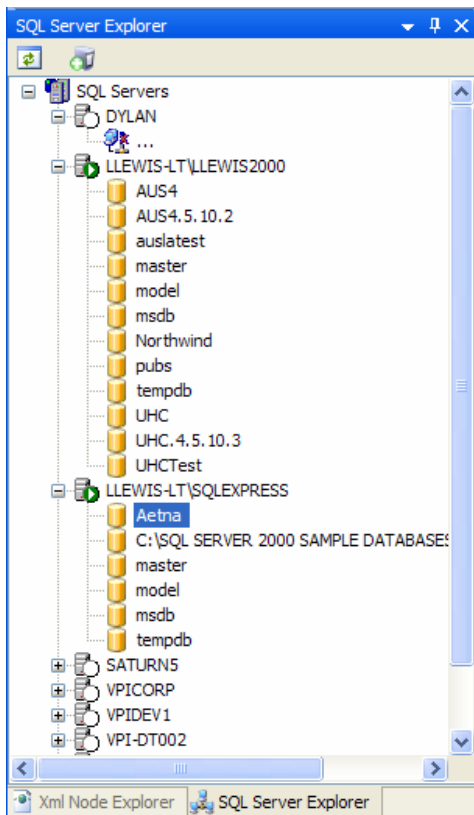 SQL Server Explorer
SQL Servers
DYLAN
...
LLEWIS-LT\LLEWIS2000
AUS4
AUS4.5.10.2
auslatest
master
model
msdb
Northwind
pubs
tempdb
UHC
UHC.4.5.10.3
UHCTest
LLEWIS-LT\SQLEXPRESS
Aetna
C:\SQL SERVER 2000 SAMPLE DATABASES
master
model
msdb
tempdb
SATURN5
VPICORP
VPIDEV1
VPI-DT002
Xml Node Explorer SQL Server Explorer